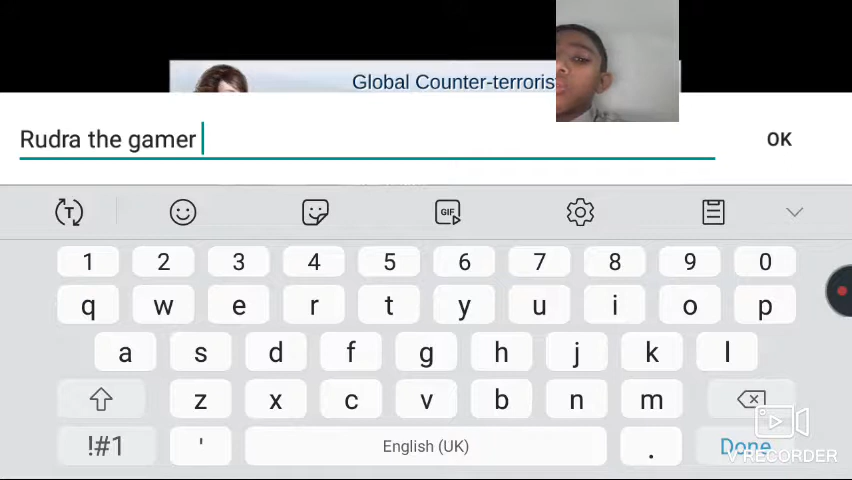 Global Counter-terroris
Rudra the gamer
OK
T
GIF
1 2 3 4 5 6 7 8 9 0
q w e r t y u i o p
a s d f g h j k l
z x c v b n m
!#1 ' English (UK) . Done
V RECORDER